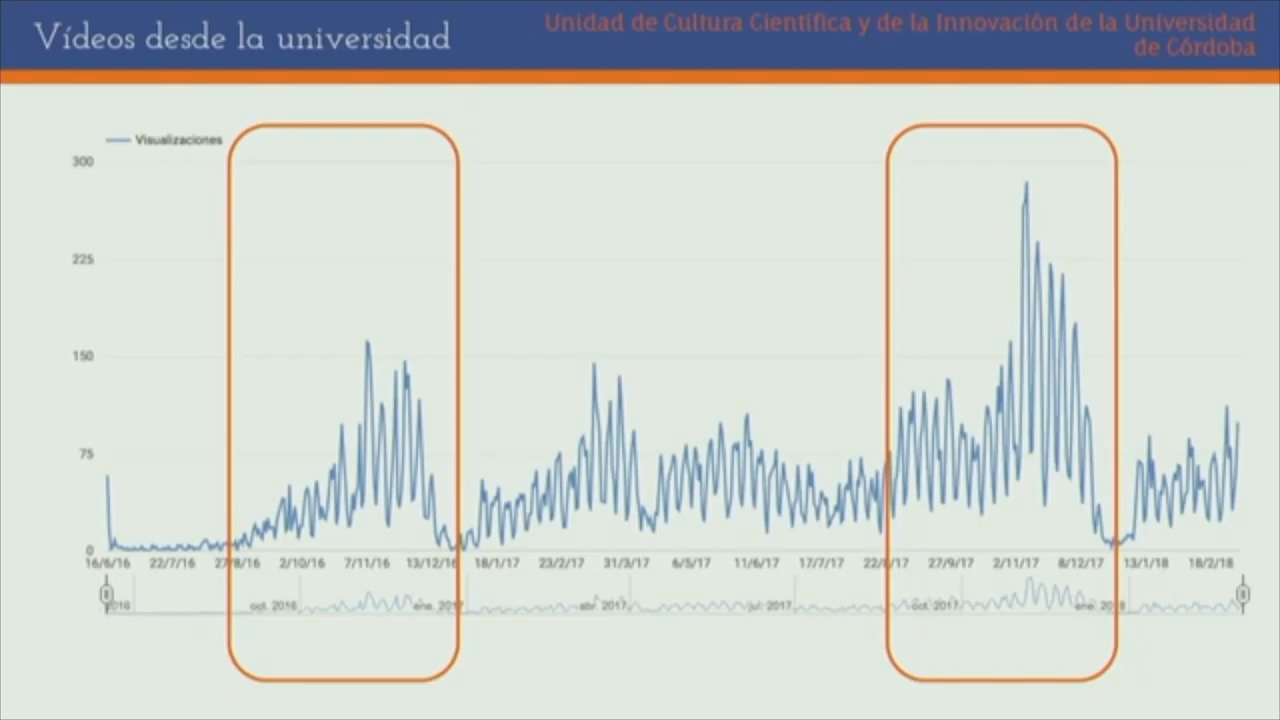 Vídeos desde la universidad
Unidad de Cultura Científica y de la Innovación de la Universidad
de Córdoba
Visualizaciones
300
225
150
75
0
16/6/16 22/7/16 27/8/16 2/10/16 7/11/16 13/12/16 18/1/17 23/2/17 31/3/17 6/5/17 11/6/17 17/7/17 22/8/17 27/9/17 2/11/17 8/12/17 13/1/18 18/2/18
2016 oct. 2016 ene. 2017 abr. 2017 jul. 2017 oct. 2017 ene. 2018